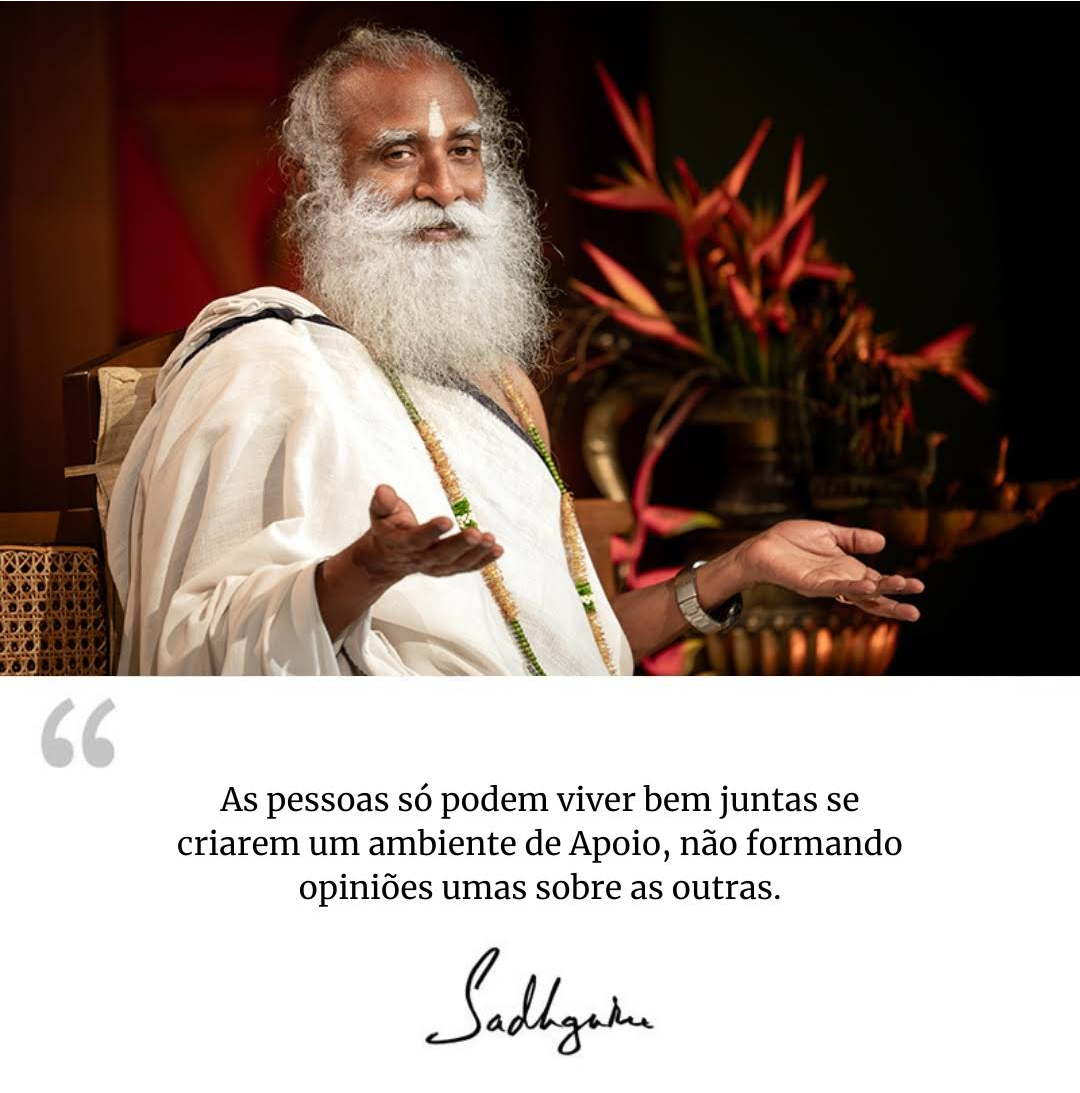 “
As pessoas só podem viver bem juntas se
criarem um ambiente de Apoio, não formando
opiniões umas sobre as outras.
Sadhguru